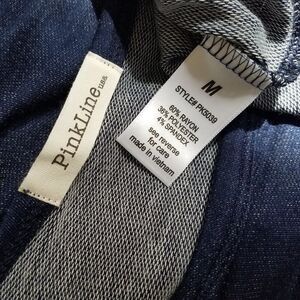 PinkLine usa
M
STYLE# PK5039
60% RAYON
36% POLYESTER
4% SPANDEX
see reverse
for care
made in vietnam